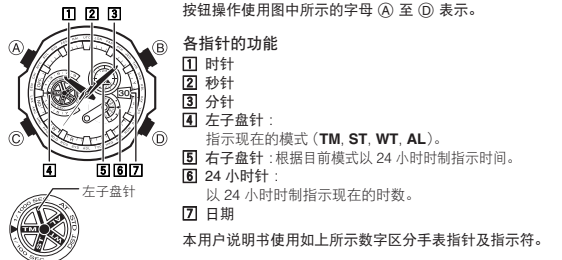 按钮操作使用图中所示的字母 Ⓐ 至 Ⓓ 表示。
各指针的功能
1 时针
2 秒针
3 分针
4 左子盘针：
指示现在的模式（TM, ST, WT, AL）。
5 右子盘针：根据目前模式以 24 小时时制指示时间。
6 24 小时针：
以 24 小时时制指示现在的时数。
7 日期
本用户说明书使用如上所示数字区分手表指针及指示符。
1 2 3
A B
30
C D
4 5 6 7
左子盘针
TM